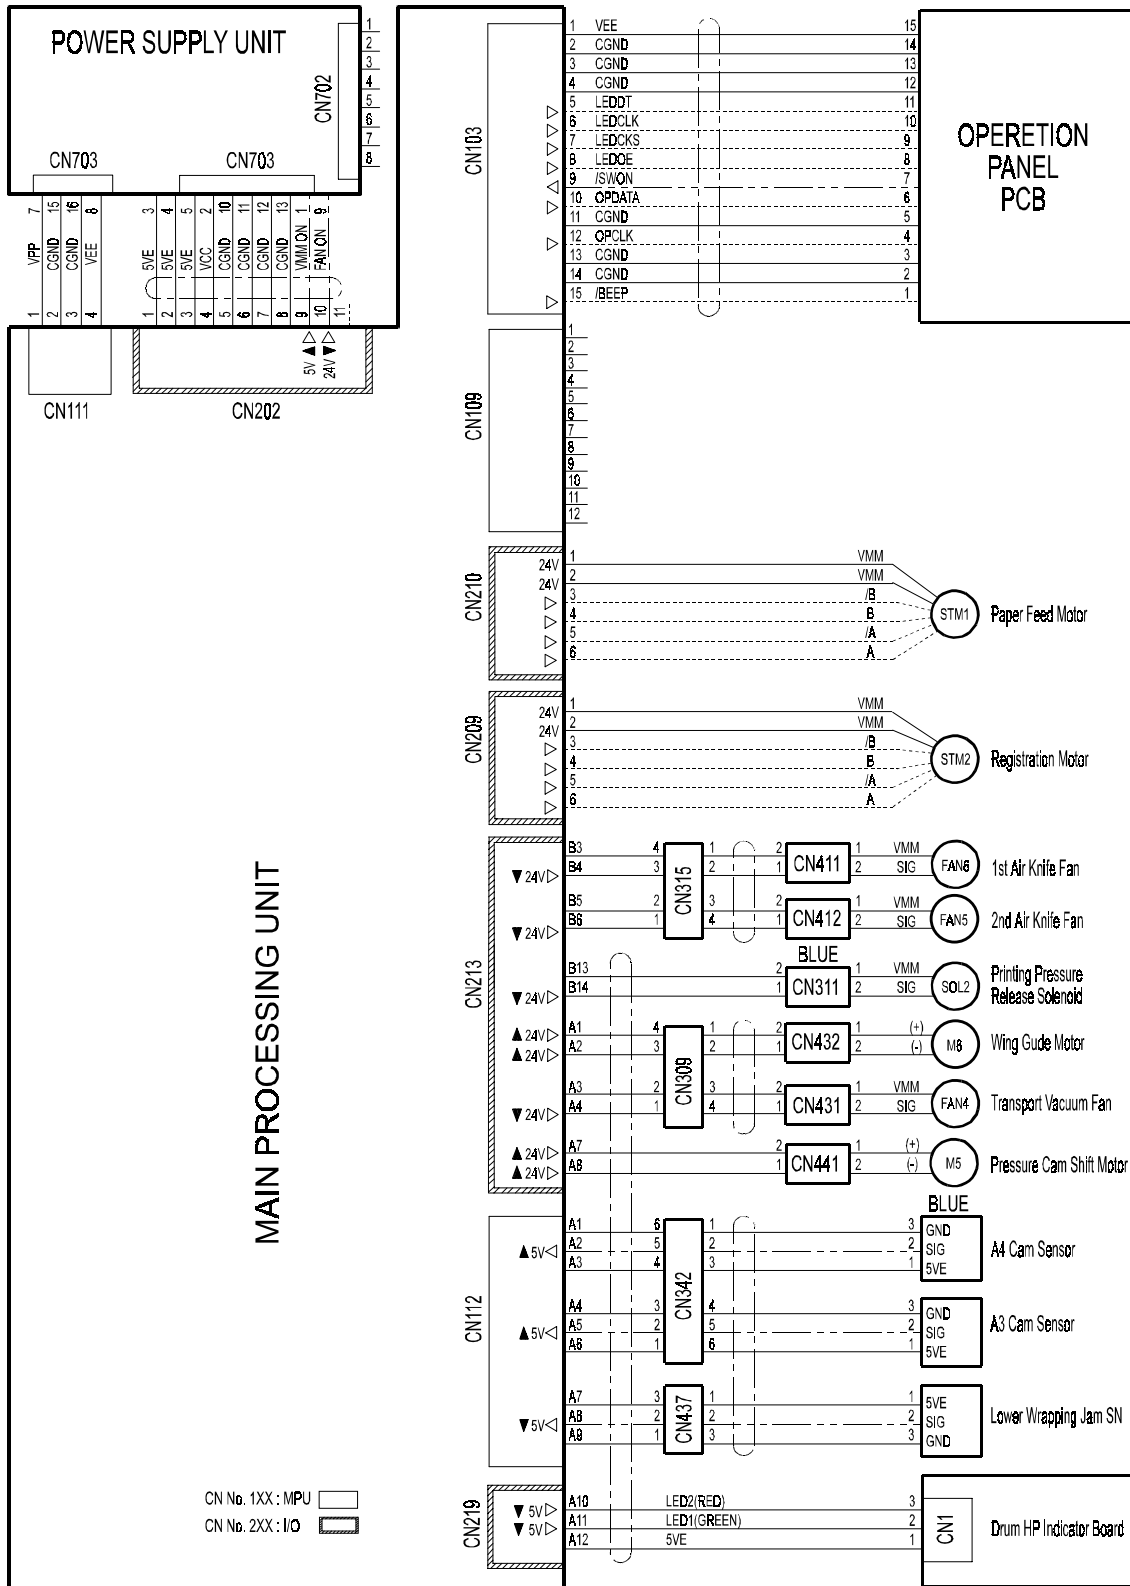 POWER SUPPLY UNIT
CN702
1
2
3
4
5
6
7
8
CN703
CN703
7 15 16 8
VPP CGND CGND VEE
1 2 3 4
3 4 5 2 10 11 12 13 1 9
5VE 5VE 5VE VCC CGND CGND CGND CGND VMM ON FAN ON
1 2 3 4 5 6 7 8 9 10 11
5V ▲ ▷
24V ▼ ▷
CN111
CN202
CN103
1 VEE 15
2 CGND 14
3 CGND 13
4 CGND 12
5 LEDDT 11
6 LEDCLK 10
7 LEDCKS 9
8 LEDOE 8
9 /SWON 7
10 OPDATA 6
11 CGND 5
12 OPCLK 4
13 CGND 3
14 CGND 2
15 /BEEP 1
OPERETION
PANEL
PCB
CN109
1
2
3
4
5
6
7
8
9
10
11
12
CN210
24V 1 VMM
24V 2 VMM
3 /B
4 B
5 /A
6 A
STM1 Paper Feed Motor
CN209
24V 1 VMM
24V 2 VMM
3 /B
4 B
5 /A
6 A
STM2 Registration Motor
MAIN PROCESSING UNIT
CN213
B3 4 1 2 1 VMM
▼ 24V▷ B4 3 2 1 2 SIG
CN315 CN411 FAN6 1st Air Knife Fan
B5 2 3 2 1 VMM
▼ 24V▷ B6 1 4 1 2 SIG
CN412 FAN5 2nd Air Knife Fan
BLUE
B13 2 1 VMM
▼ 24V▷ B14 1 2 SIG
CN311 SOL2 Printing Pressure
Release Solenoid
▲ 24V▷ A1 4 1 2 1 (+)
▲ 24V▷ A2 3 2 1 2 (-)
CN309 CN432 M6 Wing Gude Motor
A3 2 3 2 1 VMM
▼ 24V▷ A4 1 4 1 2 SIG
CN431 FAN4 Transport Vacuum Fan
▲ 24V▷ A7 2 1 (+)
▲ 24V▷ A8 1 2 (-)
CN441 M5 Pressure Cam Shift Motor
CN112
BLUE
A1 6 1 3 GND
▲ 5V◁ A2 5 2 2 SIG
A3 4 3 1 5VE
CN342 A4 Cam Sensor
A4 3 4 3 GND
▲ 5V◁ A5 2 5 2 SIG
A6 1 6 1 5VE
A3 Cam Sensor
A7 3 1 1 5VE
▼ 5V◁ A8 2 2 2 SIG
A9 1 3 3 GND
CN437 Lower Wrapping Jam SN
CN219
▼ 5V▷ A10 LED2(RED) 3
▼ 5V▷ A11 LED1(GREEN) 2
A12 5VE 1
CN1 Drum HP Indicator Board
CN No. 1XX : MPU
CN No. 2XX : I/O